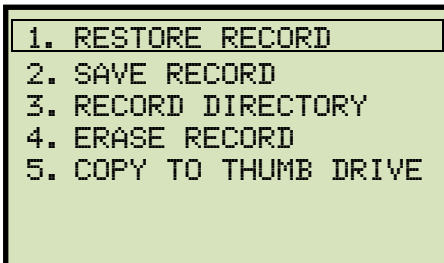 1. RESTORE RECORD
2. SAVE RECORD
3. RECORD DIRECTORY
4. ERASE RECORD
5. COPY TO THUMB DRIVE